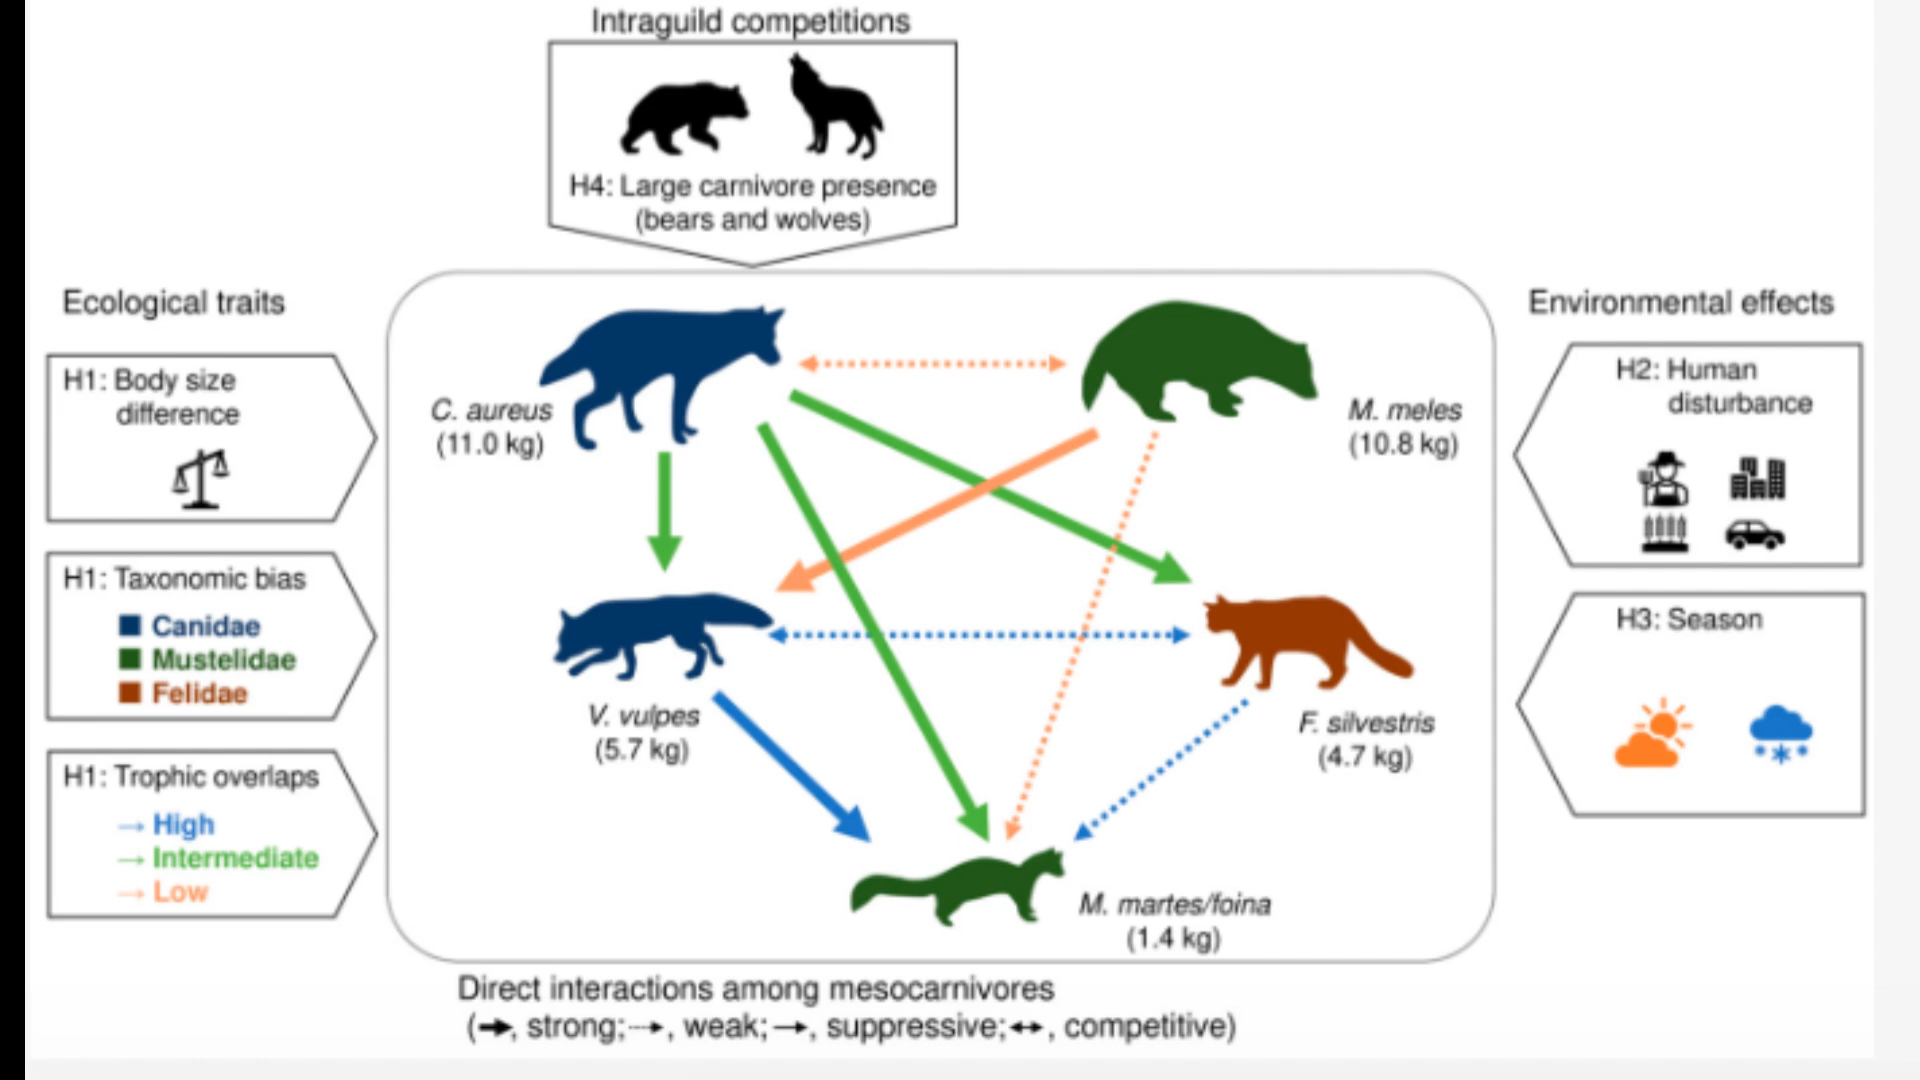 Intraguild competitions
H4: Large carnivore presence
(bears and wolves)
Ecological traits
H1: Body size
difference
H1: Taxonomic bias
Canidae
Mustelidae
Felidae
H1: Trophic overlaps
→ High
→ Intermediate
→ Low
C. aureus
(11.0 kg)
M. meles
(10.8 kg)
V. vulpes
(5.7 kg)
F. silvestris
(4.7 kg)
M. martes/foina
(1.4 kg)
Environmental effects
H2: Human
disturbance
H3: Season
Direct interactions among mesocarnivores
(➔, strong; ⇢, weak; →, suppressive; ↔, competitive)